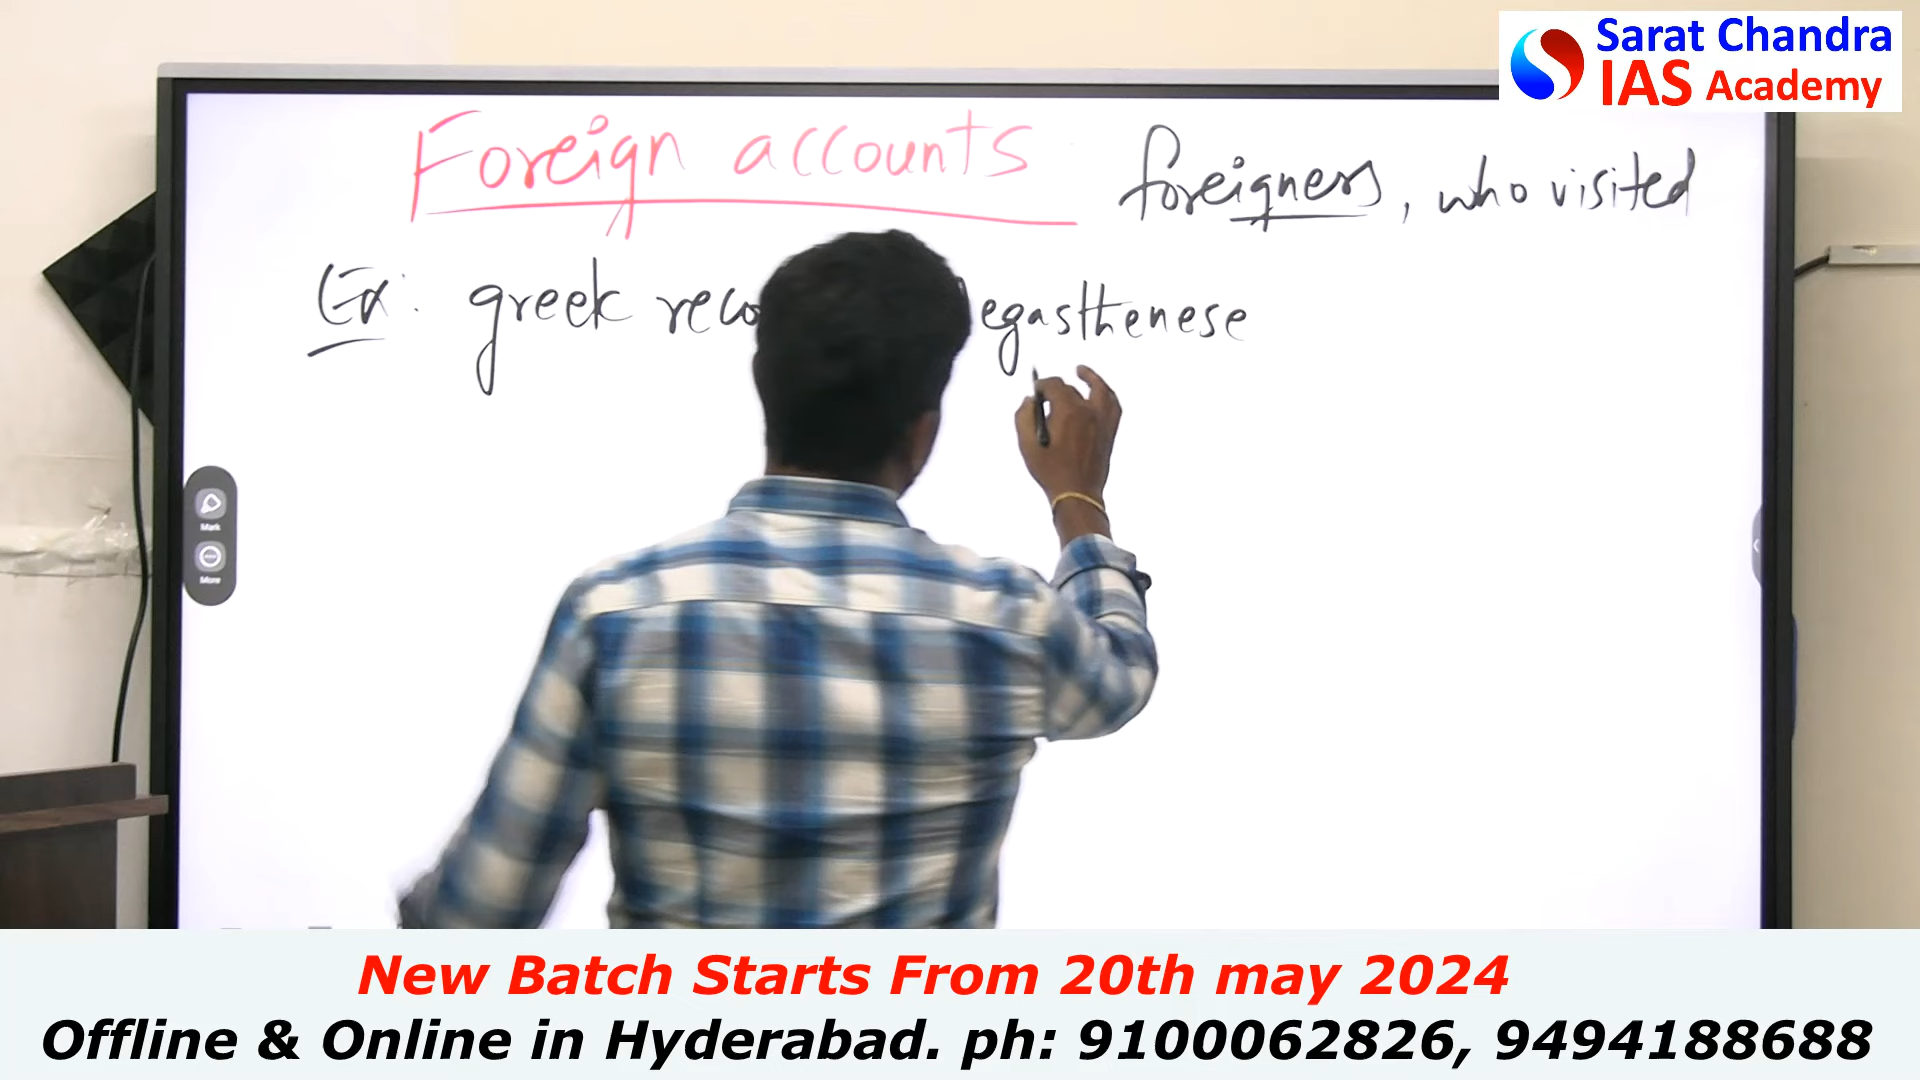 Sarat Chandra
IAS Academy
Foreign accounts
foreigners, who visited
Ex: greek reco egasthenese
Mark
More
New Batch Starts From 20th may 2024
Offline & Online in Hyderabad. ph: 9100062826, 9494188688